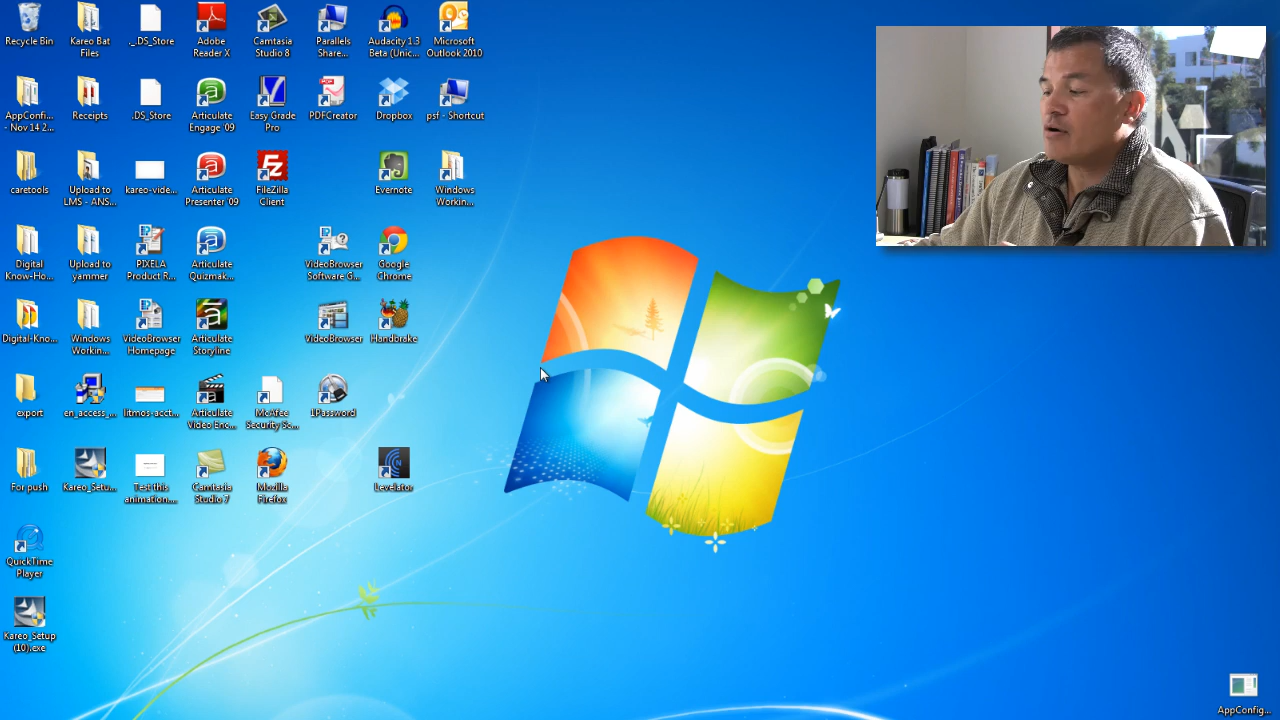 Recycle Bin
Kareo Bat
Files
._.DS_Store
Adobe
Reader X
Camtasia
Studio 8
Parallels
Share...
Audacity 1.3
Beta (Unic...
Microsoft
Outlook 2010
AppConfi...
- Nov 14 2...
Receipts
.DS_Store
Articulate
Engage '09
Easy Grade
Pro
PDFCreator
Dropbox
psf - Shortcut
caretools
Upload to
LMS - ANS...
kareo-vide...
Articulate
Presenter '09
FileZilla
Client
Evernote
Windows
Workin...
Digital
Know-Ho...
Upload to
yammer
PIXELA
Product R...
Articulate
Quizmak...
VideoBrowser
Software G...
Google
Chrome
Digital-Kno...
Windows
Workin...
VideoBrowser
Homepage
Articulate
Storyline
VideoBrowser
Handbrake
export
en_access_...
litmos-acct...
Articulate
Video Enc...
McAfee
Security Sc...
1Password
For push
Kareo_Setu...
Test this
animation....
Camtasia
Studio 7
Mozilla
Firefox
Levelator
QuickTime
Player
Kareo_Setup
(10).exe
AppConfig...